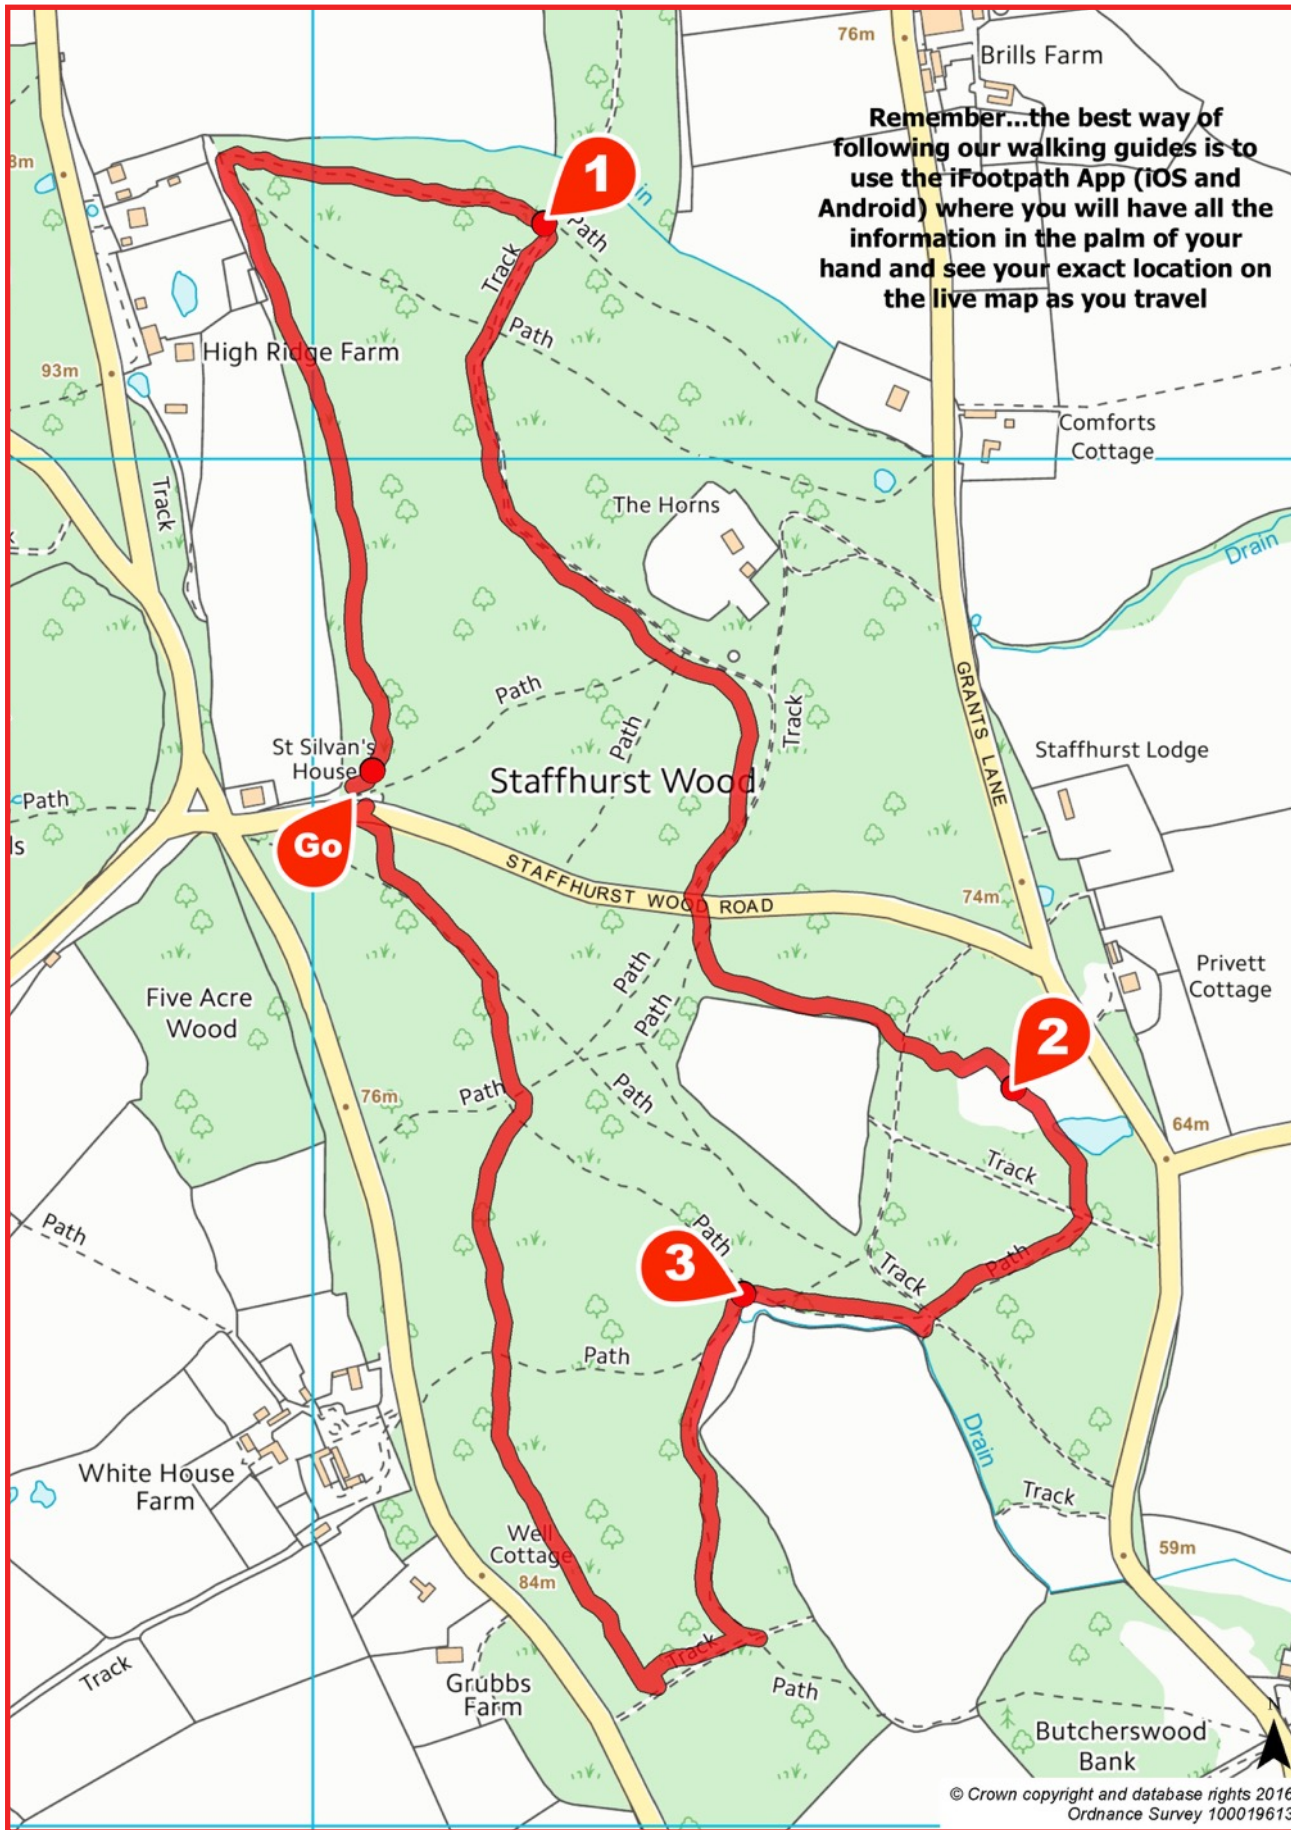 76m
Brills Farm
Remember...the best way of
following our walking guides is to
use the iFootpath App (iOS and
Android) where you will have all the
information in the palm of your
hand and see your exact location on
the live map as you travel
3m
1
in
Path
Track
Path
High Ridge Farm
93m
Comforts
Cottage
Track
The Horns
Drain
GRANTS LANE
Path
Path
Track
St Silvan's
House
Staffhurst Wood
Staffhurst Lodge
Path
ls
Go
STAFFHURST WOOD ROAD
74m
Privett
Cottage
Five Acre
Wood
Path
Path
2
76m
Path
Path
64m
Track
Path
Path
Path
3
Track
Path
Drain
White House
Farm
Track
Well
Cottage
84m
59m
Track
Track
Grubbs
Farm
Path
Butcherswood
Bank
N
© Crown copyright and database rights 2016
Ordnance Survey 100019613